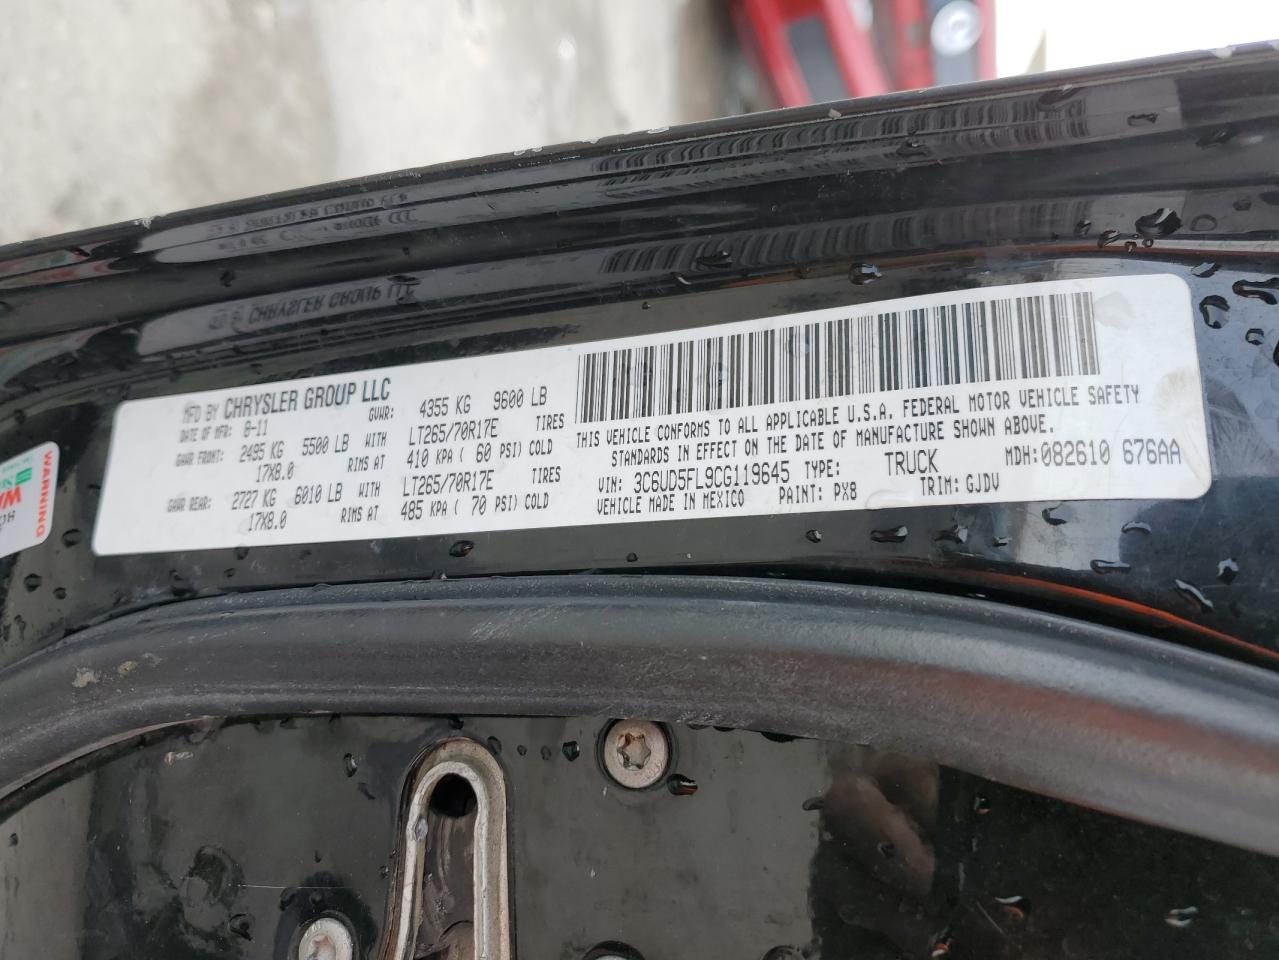 MFD BY CHRYSLER GROUP LLC
DATE OF MFR: 8-11 GVWR: 4355 KG 9600 LB
GAWR FRONT: 2495 KG 5500 LB WITH LT265/70R17E TIRES
17X8.0 RIMS AT 410 KPA ( 60 PSI) COLD
GAWR REAR: 2727 KG 6010 LB WITH LT265/70R17E TIRES
17X8.0 RIMS AT 485 KPA ( 70 PSI) COLD
THIS VEHICLE CONFORMS TO ALL APPLICABLE U.S.A. FEDERAL MOTOR VEHICLE SAFETY
STANDARDS IN EFFECT ON THE DATE OF MANUFACTURE SHOWN ABOVE.
VIN: 3C6UD5FL9CG119645 TYPE: TRUCK MDH: 082610 676AA
VEHICLE MADE IN MEXICO PAINT: PX8 TRIM: GJDV
WARNING